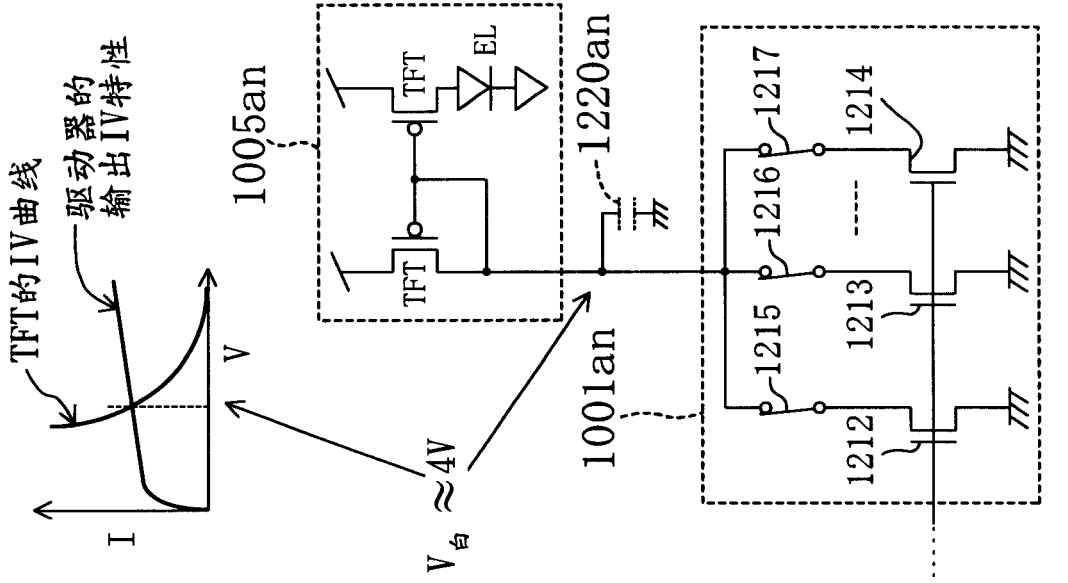 TFT的IV曲线
驱动器的
输出IV特性
I
V
V白≈4V
1005an
TFT
TFT
EL
1220an
1001an
1215
1216
1217
1212
1213
1214